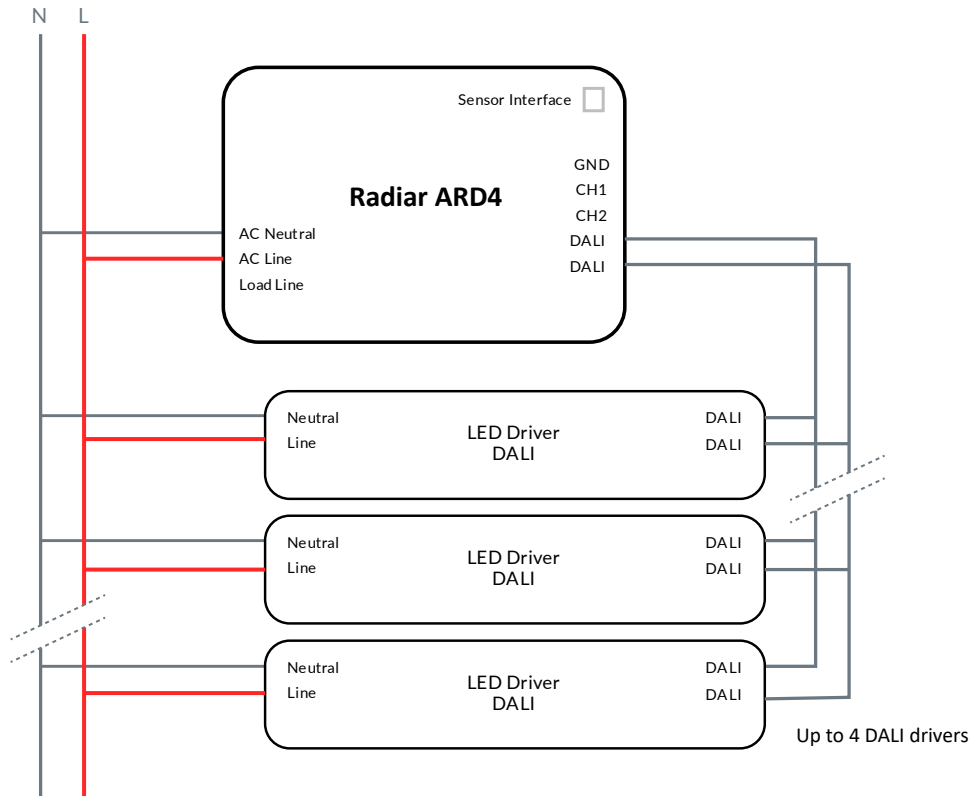 N L
Sensor Interface
Radiar ARD4
GND
CH1
CH2
DALI
DALI
AC Neutral
AC Line
Load Line
Neutral
Line
LED Driver
DALI
DALI
DALI
Neutral
Line
LED Driver
DALI
DALI
DALI
Neutral
Line
LED Driver
DALI
DALI
DALI
Up to 4 DALI drivers